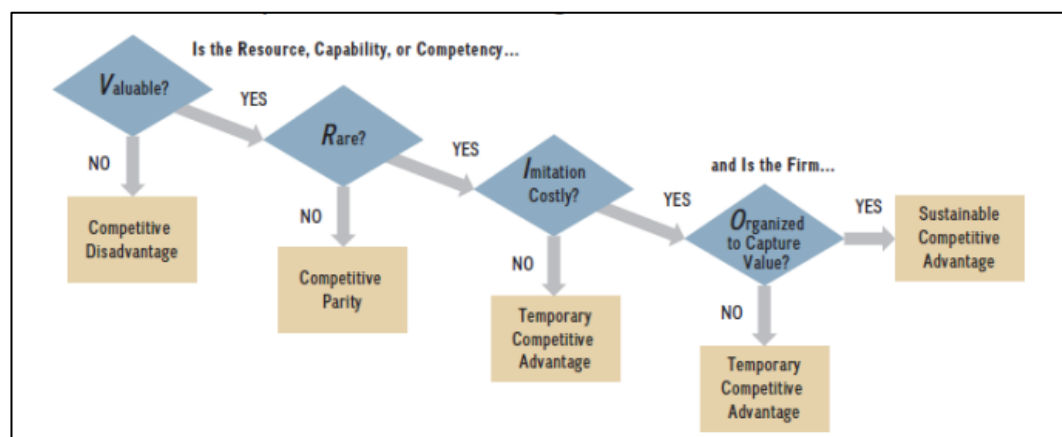 Is the Resource, Capability, or Competency...
Valuable?
YES
NO
Competitive
Disadvantage
Rare?
YES
NO
Competitive
Parity
Imitation
Costly?
YES
NO
Temporary
Competitive
Advantage
and Is the Firm...
Organized
to Capture
Value?
YES
NO
Temporary
Competitive
Advantage
Sustainable
Competitive
Advantage